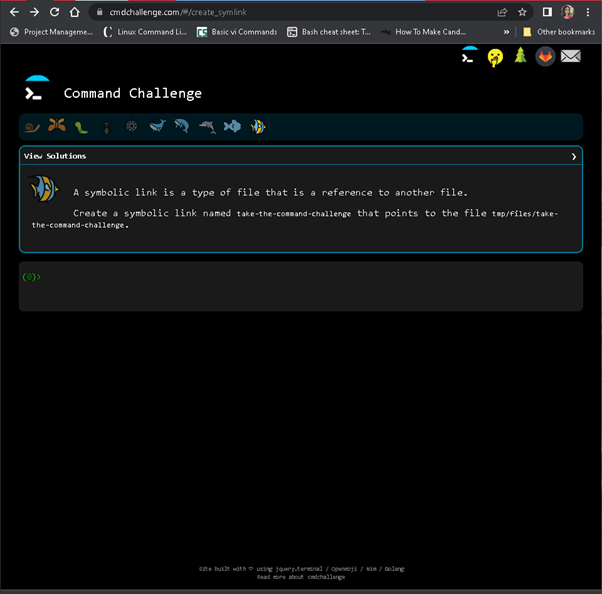 cmdchallenge.com/#/create_symlink
Project Manageme...
Linux Command Li...
Basic vi Commands
Bash cheat sheet: T...
How To Make Cand...
»
Other bookmarks
Command Challenge
View Solutions
A symbolic link is a type of file that is a reference to another file.
Create a symbolic link named take-the-command-challenge that points to the file tmp/files/take-
the-command-challenge.
(0)>
Site built with ♡ using jquery.terminal / Openmoji / Nim / Golang
Read more about cmdchallenge